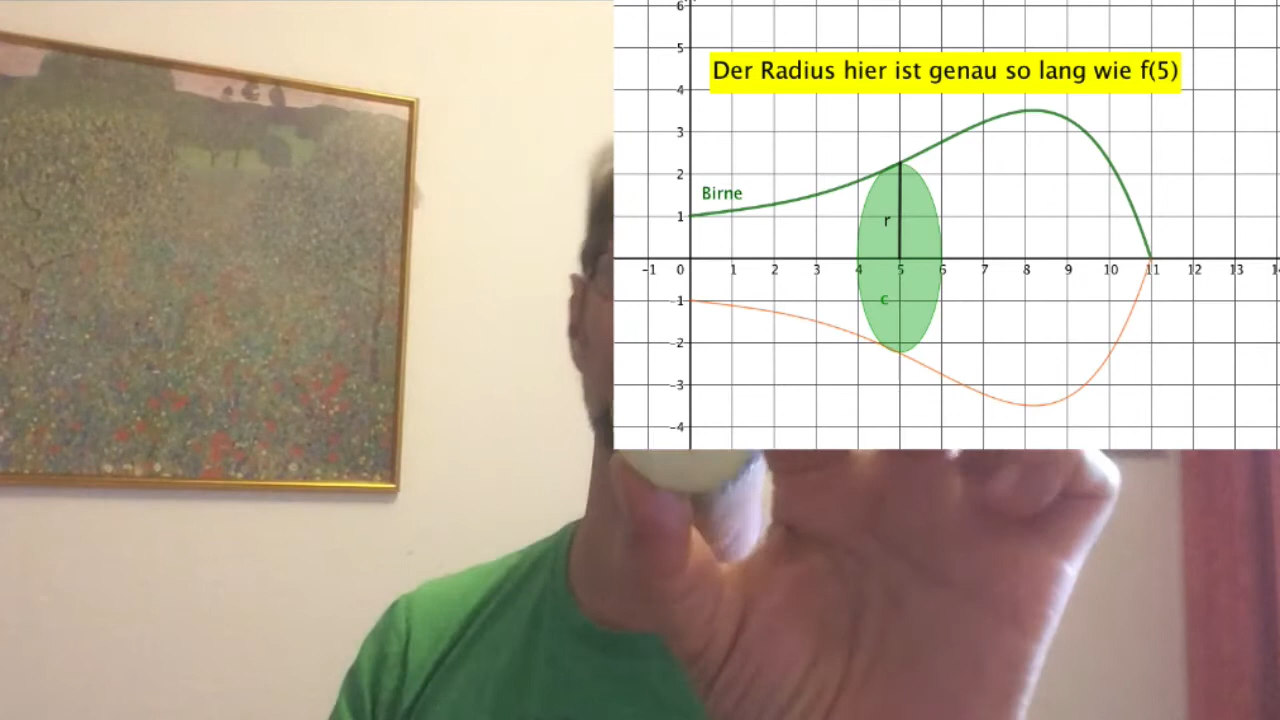 6
5
Der Radius hier ist genau so lang wie f(5)
4
3
2
Birne
1
r
-1 0 1 2 3 4 5 6 7 8 9 10 11 12 13 14
c
-1
-2
-3
-4